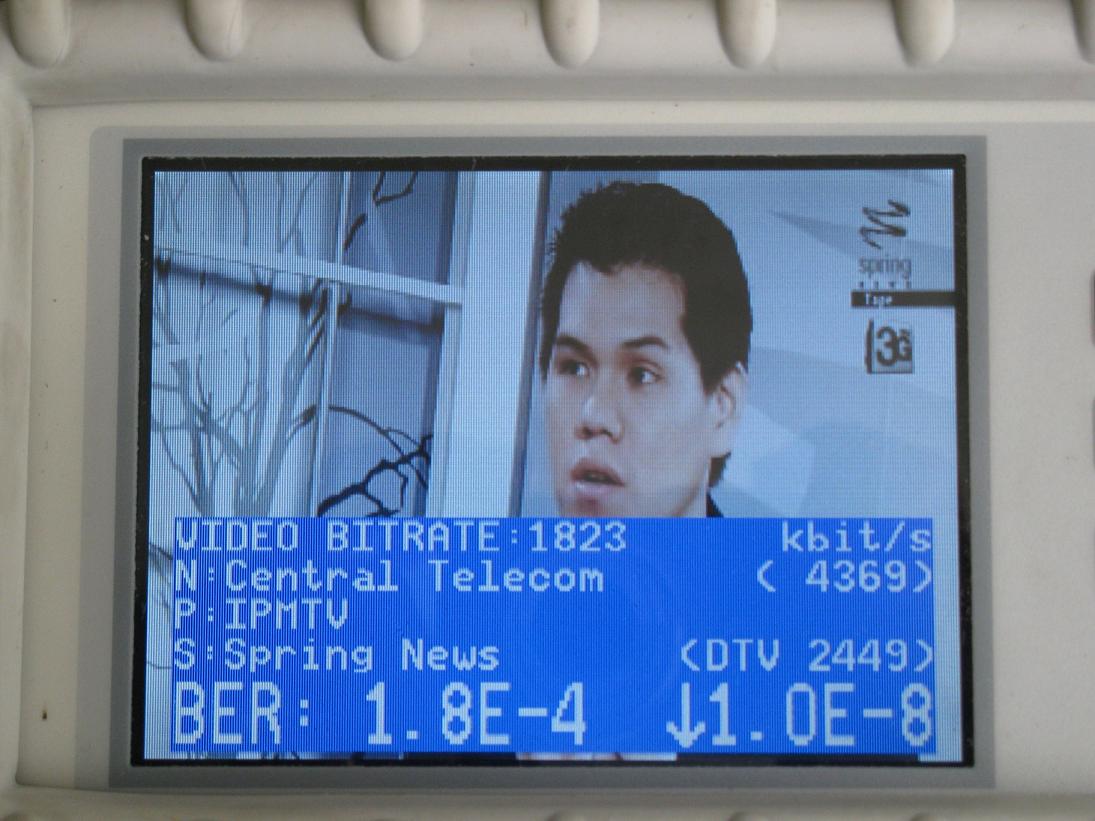 spring
Tape
3G
VIDEO BITRATE:1823 kbit/s
N:Central Telecom ( 4369)
P:IPMTV
S:Spring News (DTV 2449)
BER: 1.8E-4 ↓1.0E-8